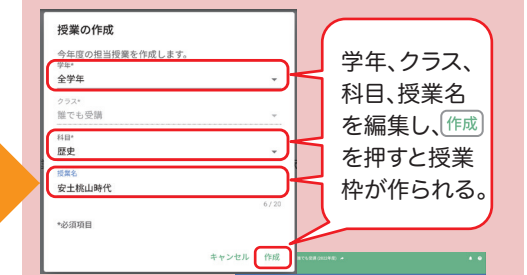 授業の作成
今年度の担当授業を作成します。
学年*
全学年
クラス*
誰でも受講
科目*
歴史
授業名
安土桃山時代
6 / 20
*必須項目
キャンセル 作成
学年、クラス、
科目、授業名
を編集し、作成
を押すと授業
枠が作られる。